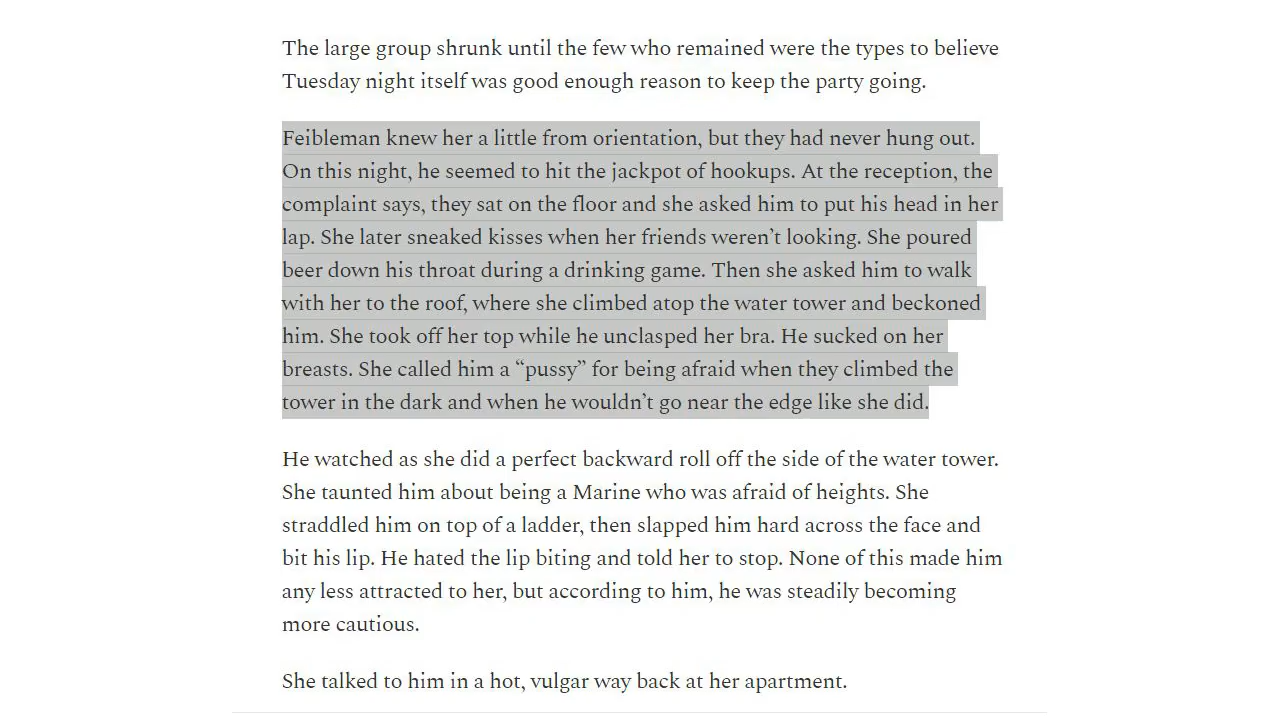 The large group shrunk until the few who remained were the types to believe
Tuesday night itself was good enough reason to keep the party going.
Feibleman knew her a little from orientation, but they had never hung out.
On this night, he seemed to hit the jackpot of hookups. At the reception, the
complaint says, they sat on the floor and she asked him to put his head in her
lap. She later sneaked kisses when her friends weren’t looking. She poured
beer down his throat during a drinking game. Then she asked him to walk
with her to the roof, where she climbed atop the water tower and beckoned
him. She took off her top while he unclasped her bra. He sucked on her
breasts. She called him a “pussy” for being afraid when they climbed the
tower in the dark and when he wouldn’t go near the edge like she did.
He watched as she did a perfect backward roll off the side of the water tower.
She taunted him about being a Marine who was afraid of heights. She
straddled him on top of a ladder, then slapped him hard across the face and
bit his lip. He hated the lip biting and told her to stop. None of this made him
any less attracted to her, but according to him, he was steadily becoming
more cautious.
She talked to him in a hot, vulgar way back at her apartment.